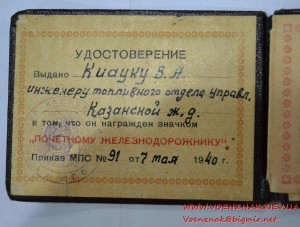 УДОСТОВЕРЕНИЕ
Выдано Киауку В.А.
инженеру топливного отдела управл.
Казанской ж.д.
в том, что он награжден значком
"ПОЧЕТНОМУ ЖЕЛЕЗНОДОРОЖНИКУ"
Приказ МПС № 91 от 7 мая 1940 г.
WWW.VOENZNAK.KIEV.UA
Voenznak@bigmir.net